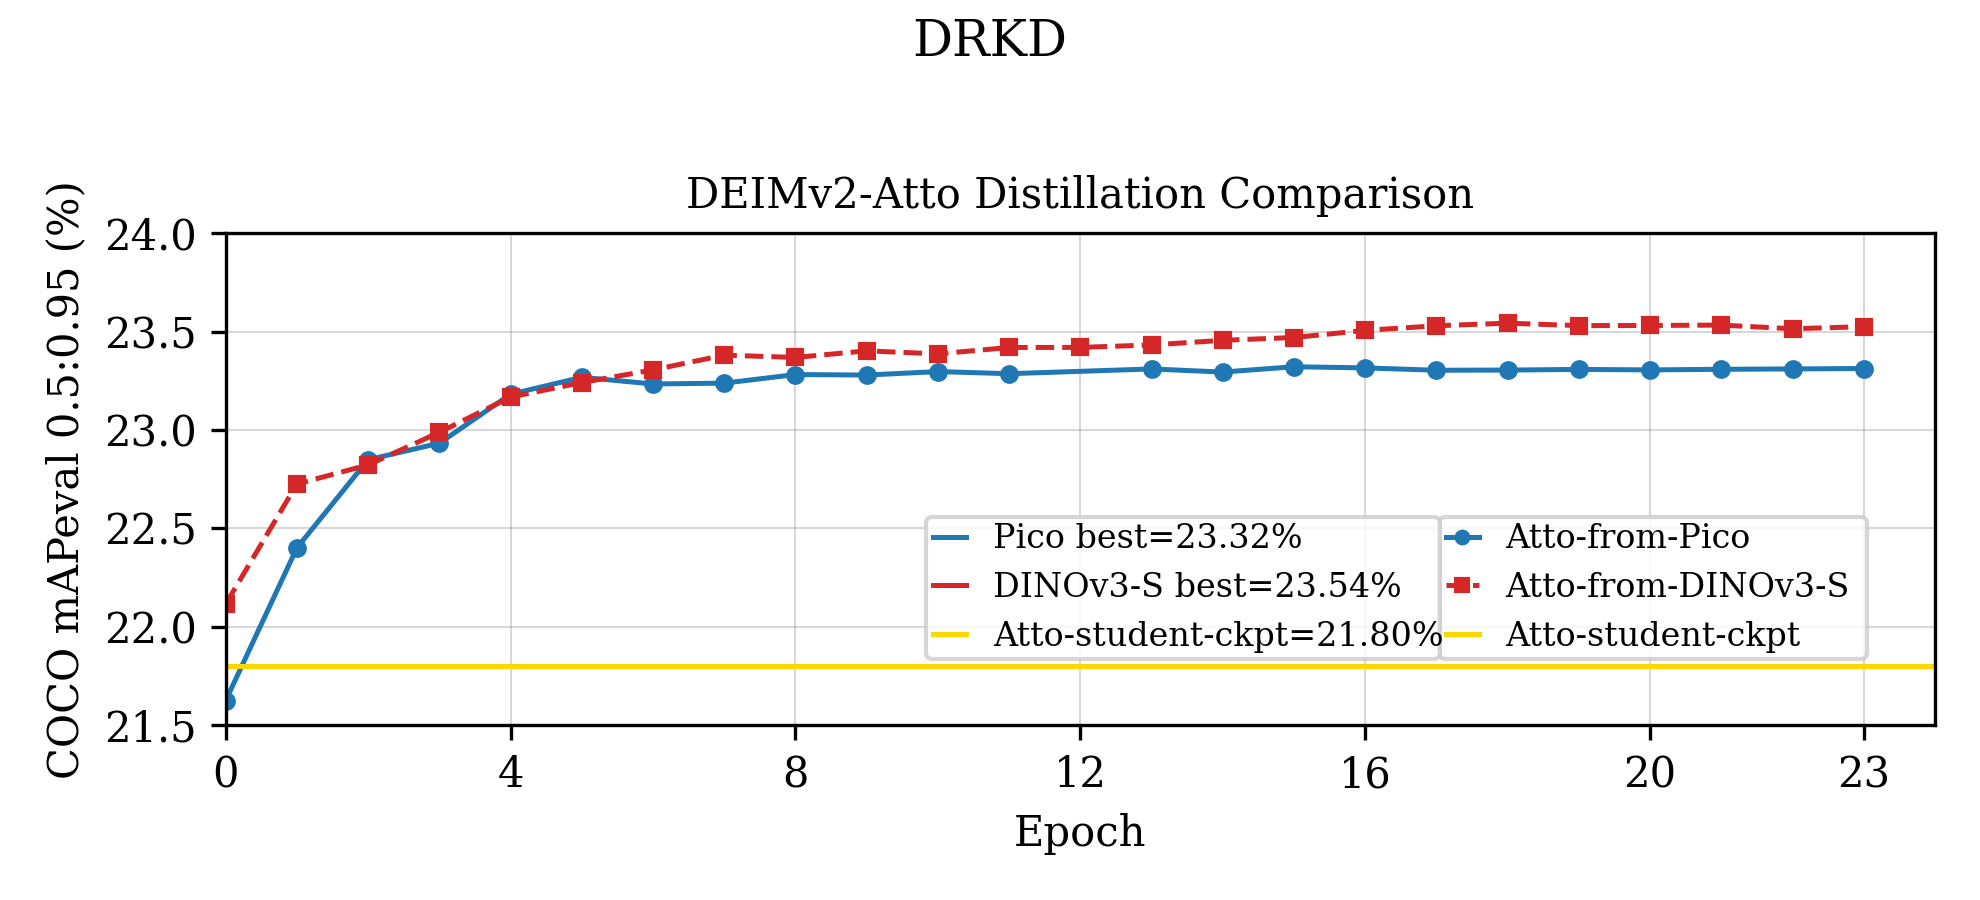 DRKD
DEIMv2-Atto Distillation Comparison
COCO mAPeval 0.5:0.95 (%)
24.0
23.5
23.0
22.5
22.0
21.5
Pico best=23.32%
DINOv3-S best=23.54%
Atto-student-ckpt=21.80%
Atto-from-Pico
Atto-from-DINOv3-S
Atto-student-ckpt
0 4 8 12 16 20 23
Epoch